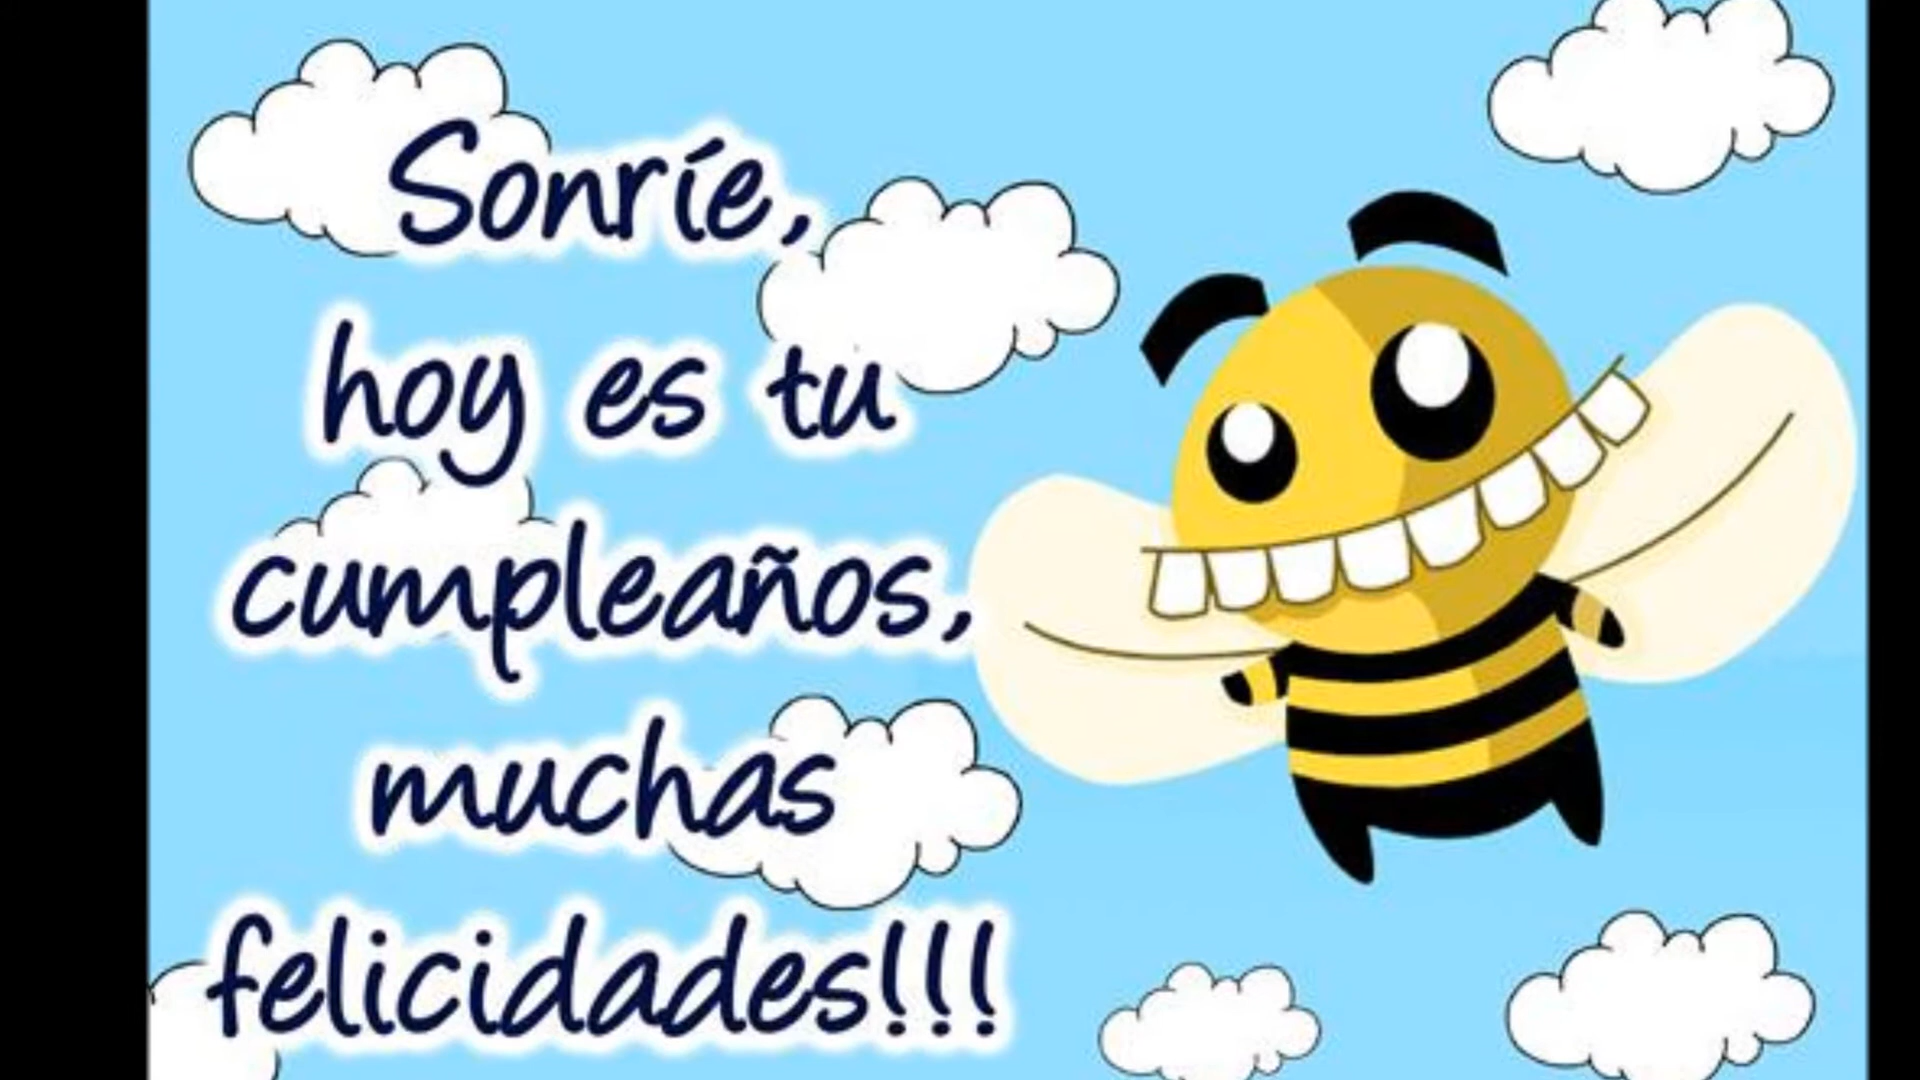 Sonríe,
hoy es tu
cumpleaños,
muchas
felicidades!!!